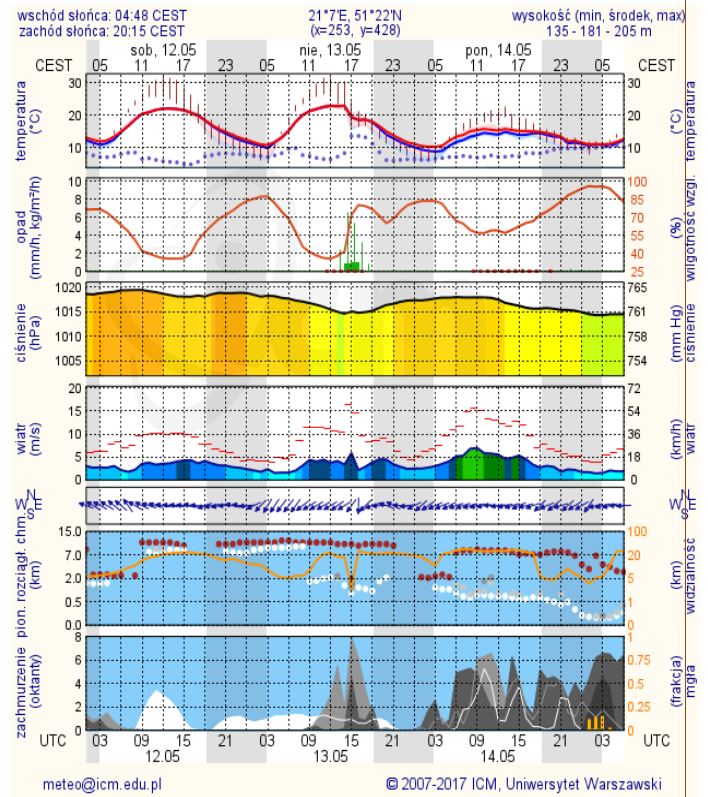 wschód słońca: 04:48 CEST 21°7'E, 51°22'N wysokość (min, środek, max)
zachód słońca: 20:15 CEST (x=253, y=428) 135 - 181 - 205 m
sob, 12.05 nie, 13.05 pon, 14.05
CEST 05 11 17 23 05 11 17 23 05 11 17 23 05 CEST
temperatura
(°C)
30
20
10
30
20
10
temperatura
(°C)
opad
(mm/h, kg/m²/h)
10
8
6
4
2
0
100
85
70
55
40
25
wilgotność wzgl.
(%)
ciśnienie
(hPa)
1020
1015
1010
1005
765
761
758
754
(mm Hg)
ciśnienie
wiatr
(m/s)
20
15
10
5
0
72
54
36
18
0
(km/h)
wiatr
N
W E
S
N
W E
S
pion. rozciągł. chm.
(km)
15.0
7.0
2.0
0.5
0.0
100
20
5
1
0
(km)
widzialność
zachmurzenie
(oktanty)
8
6
4
2
0
1
0.75
0.5
0.25
0
(frakcja)
mgła
UTC 03 09 15 21 03 09 15 21 03 09 15 21 03 UTC
12.05 13.05 14.05
meteo@icm.edu.pl © 2007-2017 ICM, Uniwersytet Warszawski